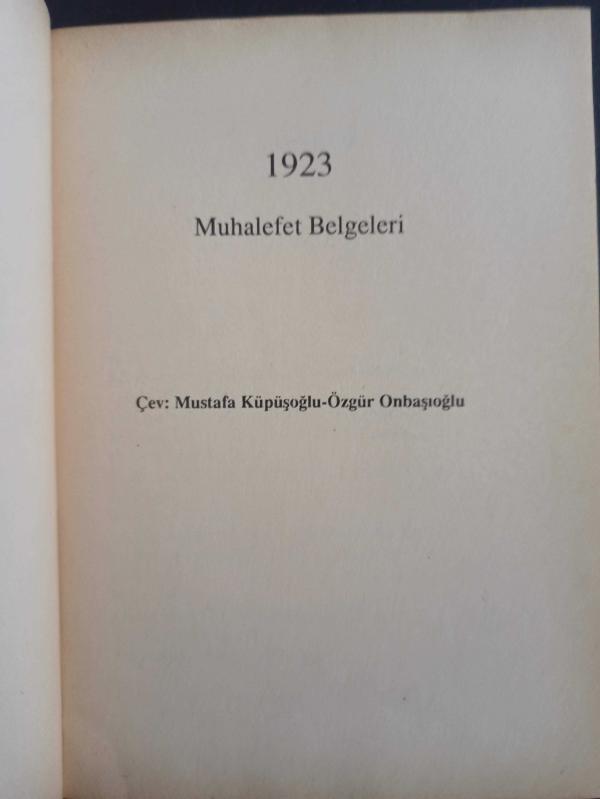 1923
Muhalefet Belgeleri
Çev: Mustafa Küpüşoğlu-Özgür Onbaşıoğlu